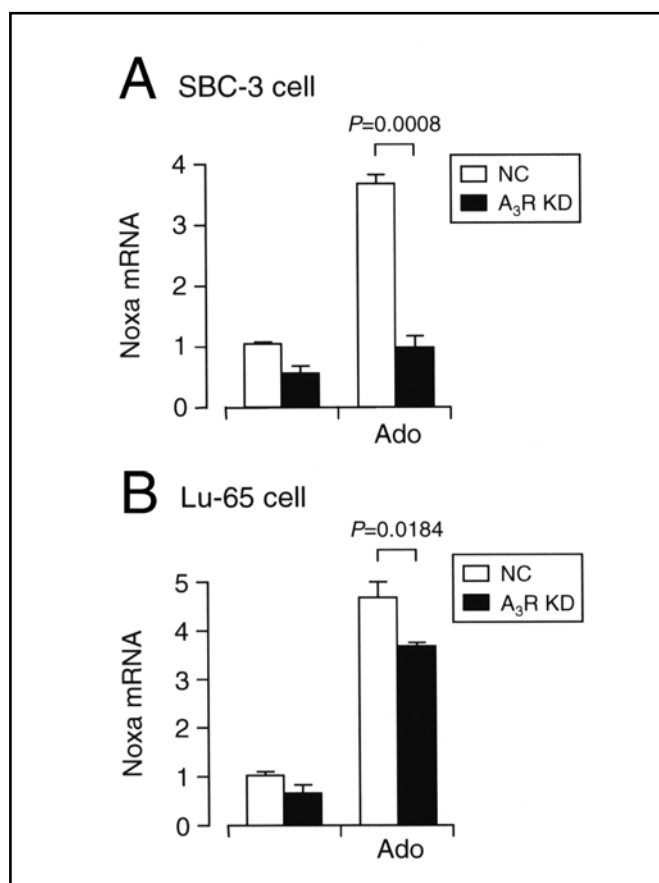 A SBC-3 cell
P=0.0008
NC
A₃R KD
Noxa mRNA
4
3
2
1
0
Ado
B Lu-65 cell
P=0.0184
NC
A₃R KD
Noxa mRNA
5
4
3
2
1
0
Ado